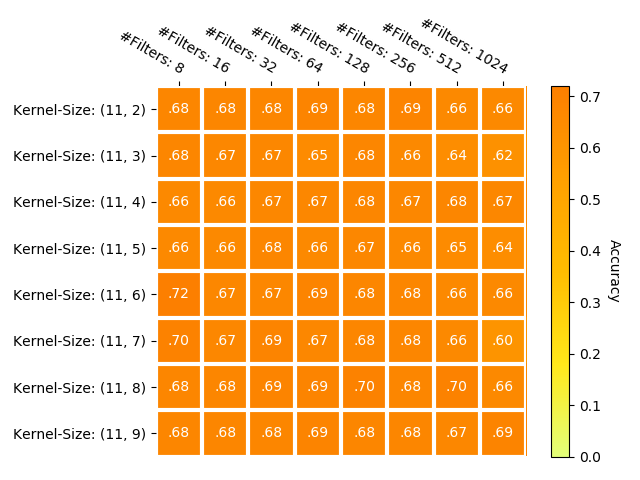 #Filters: 8
#Filters: 16
#Filters: 32
#Filters: 64
#Filters: 128
#Filters: 256
#Filters: 512
#Filters: 1024
Kernel-Size: (11, 2) .68 .68 .68 .69 .68 .69 .66 .66
Kernel-Size: (11, 3) .68 .67 .67 .65 .68 .66 .64 .62
Kernel-Size: (11, 4) .66 .66 .67 .67 .68 .67 .68 .67
Kernel-Size: (11, 5) .66 .66 .68 .66 .67 .66 .65 .64
Kernel-Size: (11, 6) .72 .67 .67 .69 .68 .68 .66 .66
Kernel-Size: (11, 7) .70 .67 .69 .67 .68 .68 .66 .60
Kernel-Size: (11, 8) .68 .68 .69 .69 .70 .68 .70 .66
Kernel-Size: (11, 9) .68 .68 .68 .69 .68 .68 .67 .69
0.7
0.6
0.5
0.4
0.3
0.2
0.1
0.0
Accuracy